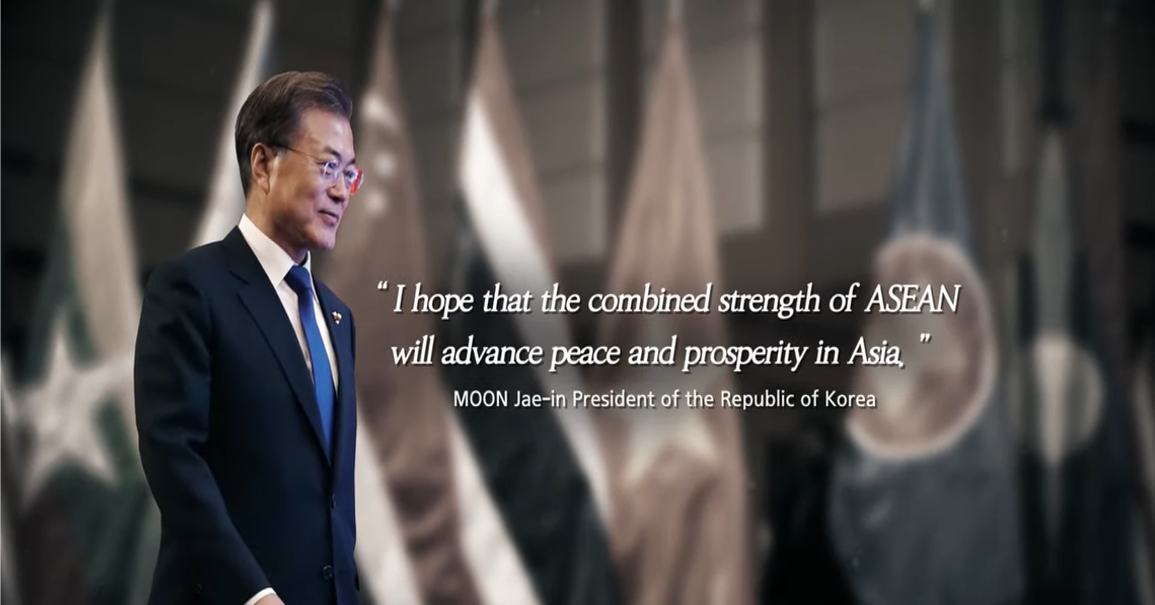 “ I hope that the combined strength of ASEAN
will advance peace and prosperity in Asia, ”
MOON Jae-in President of the Republic of Korea